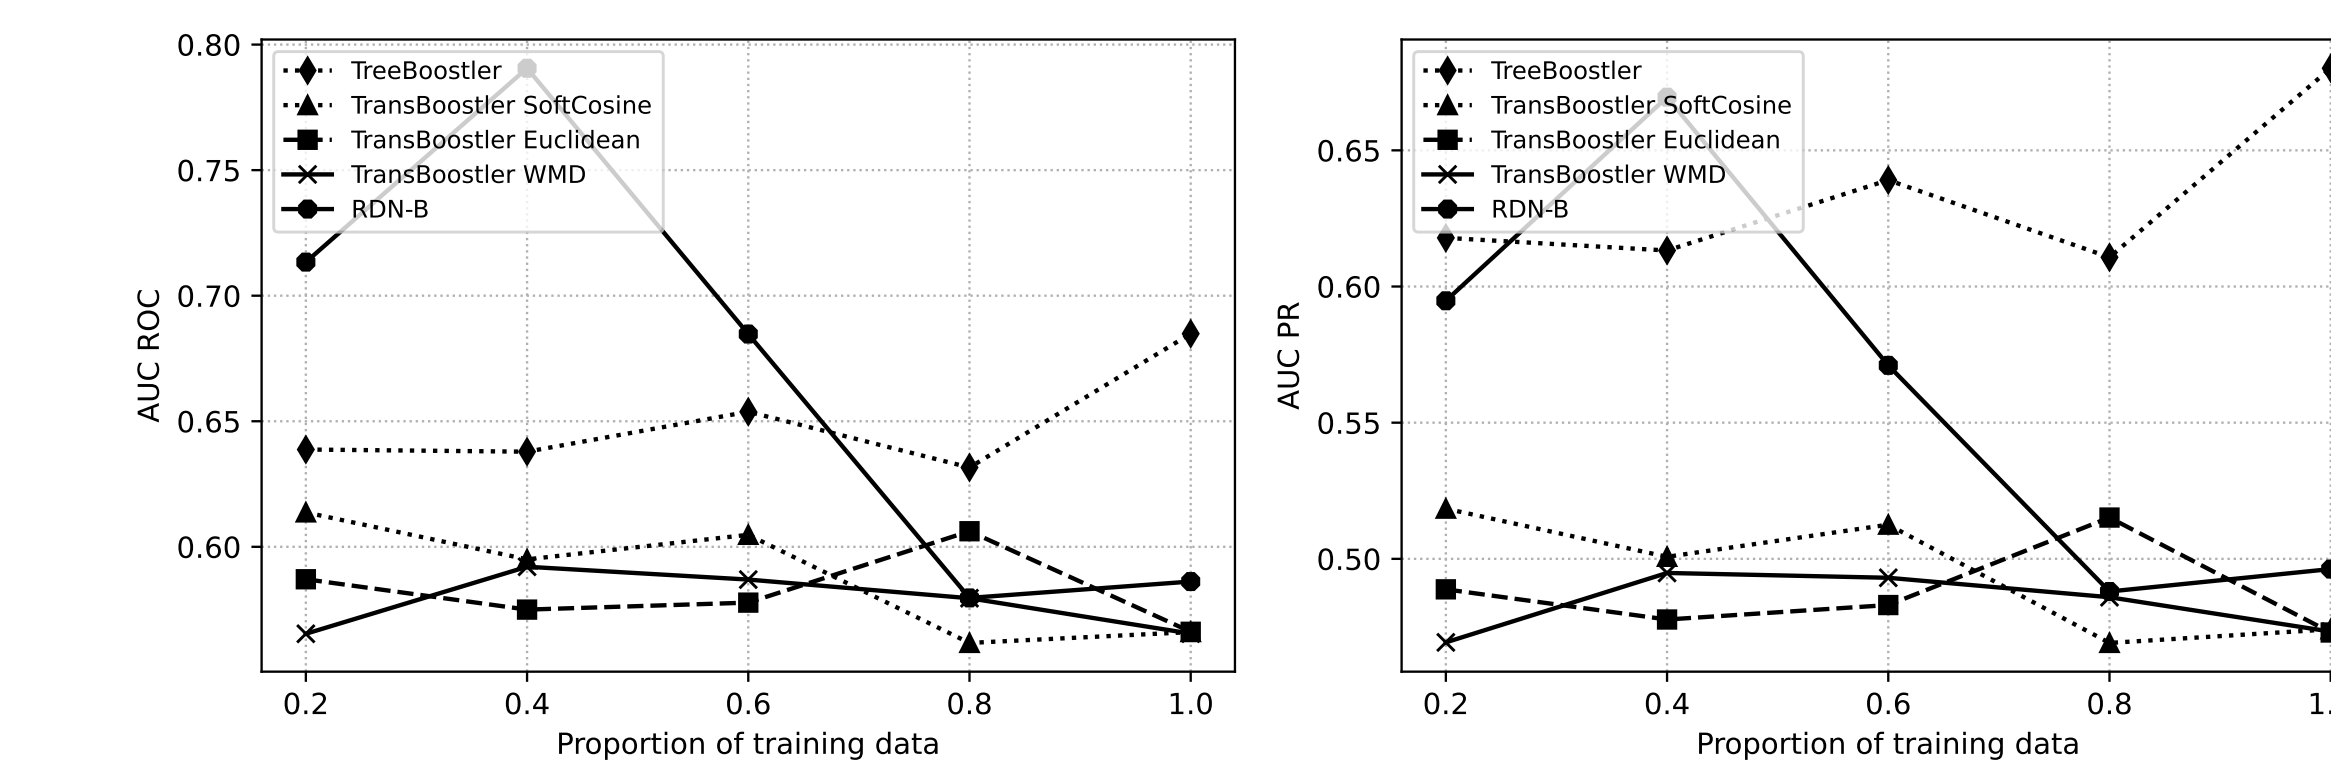 0.80
0.75
0.70
0.65
0.60
AUC ROC
TreeBoostler
TransBoostler SoftCosine
TransBoostler Euclidean
TransBoostler WMD
RDN-B
0.2 0.4 0.6 0.8 1.0
Proportion of training data
0.65
0.60
0.55
0.50
AUC PR
TreeBoostler
TransBoostler SoftCosine
TransBoostler Euclidean
TransBoostler WMD
RDN-B
0.2 0.4 0.6 0.8 1.
Proportion of training data